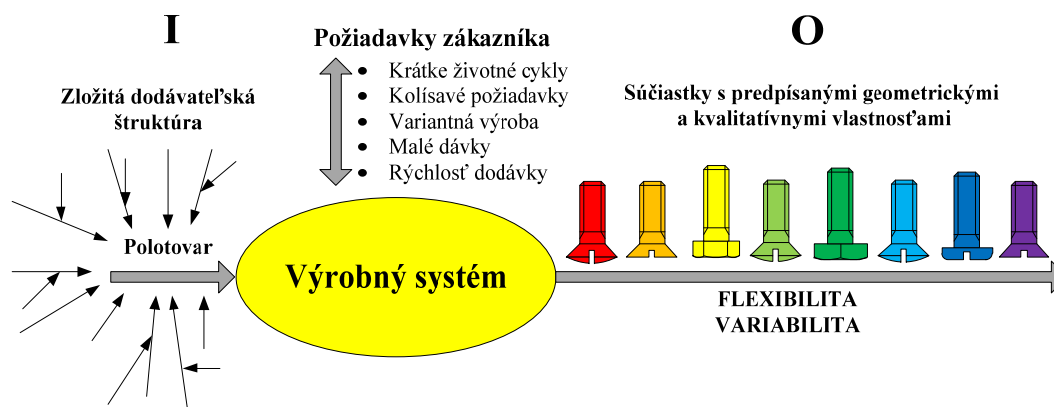 I
Zložitá dodávateľská
štruktúra
Polotovar
Požiadavky zákazníka
• Krátke životné cykly
• Kolísavé požiadavky
• Variantná výroba
• Malé dávky
• Rýchlosť dodávky
Výrobný systém
O
Súčiastky s predpísanými geometrickými
a kvalitatívnymi vlastnosťami
FLEXIBILITA
VARIABILITA